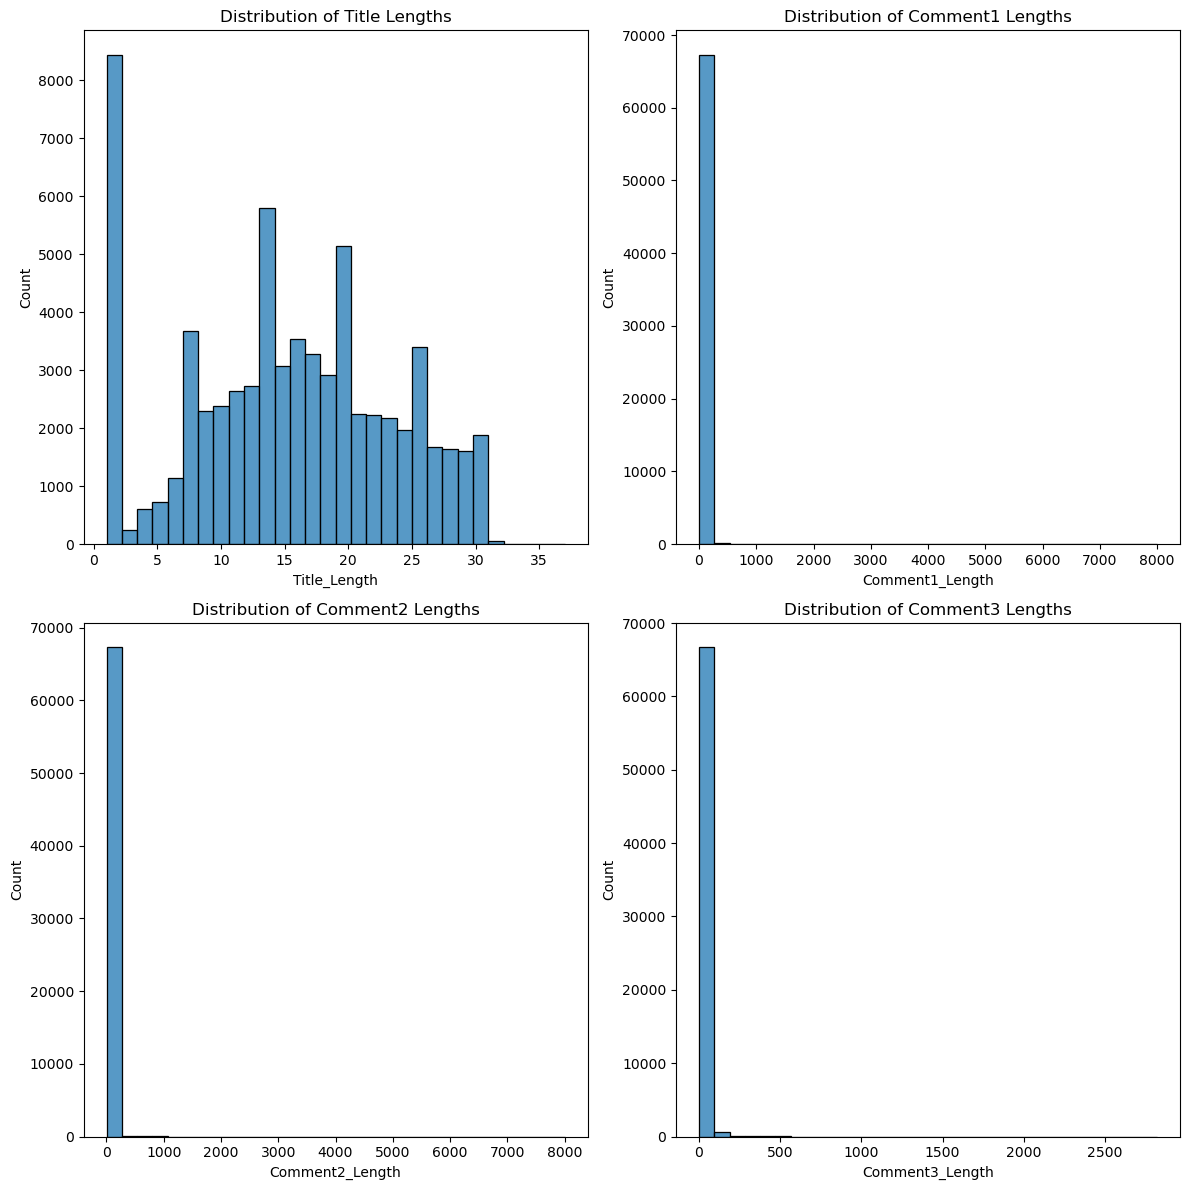 Distribution of Title Lengths
8000
7000
6000
5000
4000
3000
2000
1000
0
Count
0 5 10 15 20 25 30 35
Title_Length
Distribution of Comment1 Lengths
70000
60000
50000
40000
30000
20000
10000
0
Count
0 1000 2000 3000 4000 5000 6000 7000 8000
Comment1_Length
Distribution of Comment2 Lengths
70000
60000
50000
40000
30000
20000
10000
0
Count
0 1000 2000 3000 4000 5000 6000 7000 8000
Comment2_Length
Distribution of Comment3 Lengths
70000
60000
50000
40000
30000
20000
10000
0
Count
0 500 1000 1500 2000 2500
Comment3_Length